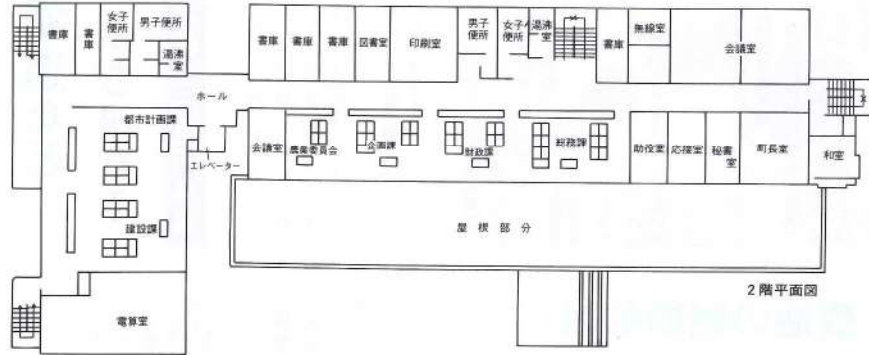 書庫
書庫
女子
便所
男子便所
湯沸
室
書庫
書庫
書庫
図書室
印刷室
男子
便所
女子
便所
湯沸
室
書庫
無線室
会議室
ホール
都市計画課
エレベーター
会議室
農業委員会
企画課
財政課
総務課
助役室
応接室
秘書
室
町長室
和室
建設課
屋根部分
電算室
2階平面図